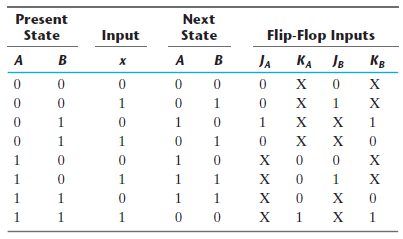 Present Next
State Input State Flip-Flop Inputs
A B x A B J_A K_A J_B K_B
0 0 0 0 0 0 X 0 X
0 0 1 0 1 0 X 1 X
0 1 0 1 0 1 X X 1
0 1 1 0 1 0 X X 0
1 0 0 1 0 X 0 0 X
1 0 1 1 1 X 0 1 X
1 1 0 1 1 X 0 X 0
1 1 1 0 0 X 1 X 1